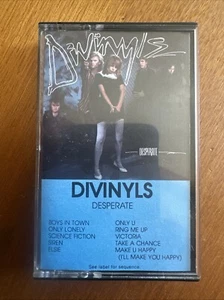 DIVINYLS
DESPERATE
DIVINYLS
DESPERATE
BOYS IN TOWN
ONLY LONELY
SCIENCE FICTION
SIREN
ELSIE
ONLY U
RING ME UP
VICTORIA
TAKE A CHANCE
MAKE U HAPPY
(I'LL MAKE YOU HAPPY)
See label for sequence